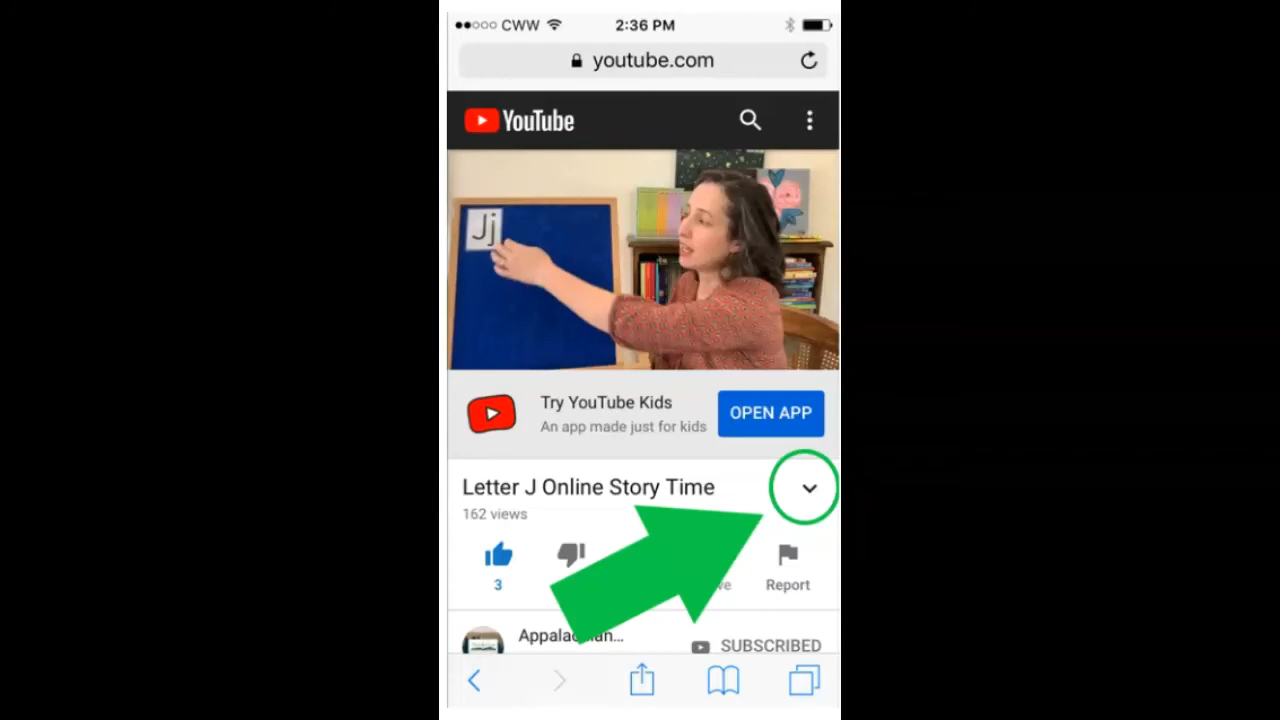 CWW 2:36 PM
youtube.com
YouTube
Jj
Try YouTube Kids
An app made just for kids
OPEN APP
Letter J Online Story Time
162 views
3 Report
SUBSCRIBED